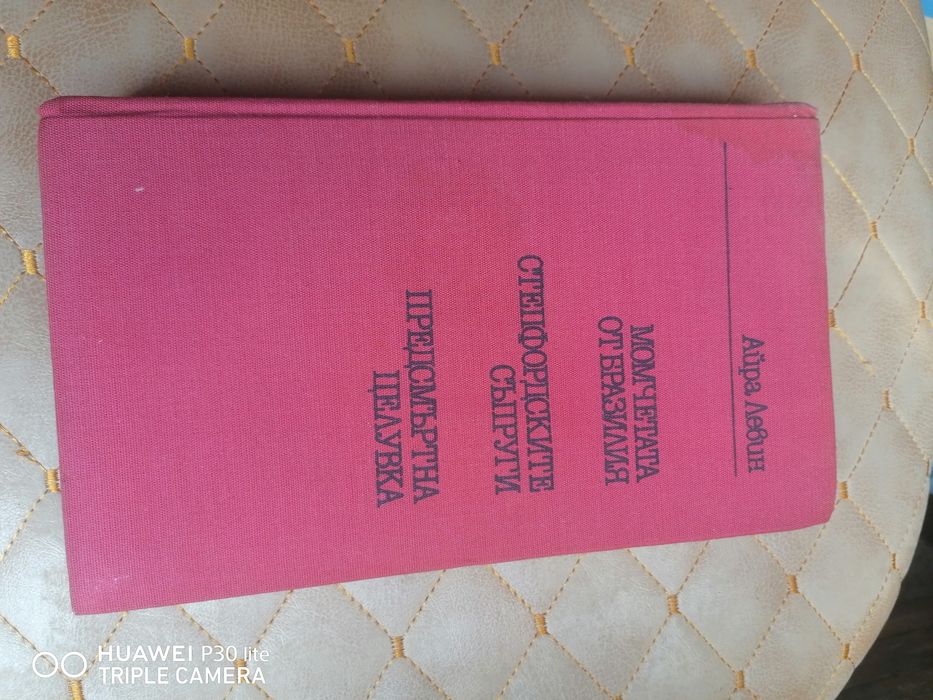 Айра Левин
МОМЧЕТАТА
ОТ БРАЗИЛИЯ
СТЕПФОРДСКИТЕ
СЪПРУГИ
ПРЕДСМЪРТНА
ЦЕЛУВКА
HUAWEI P30 lite
TRIPLE CAMERA